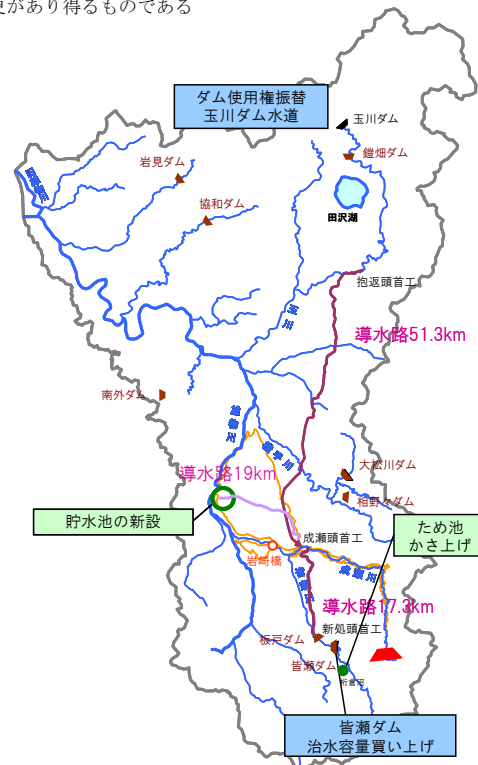 更があり得るものである
ダム使用権振替
玉川ダム水道
玉川ダム
鎧畑ダム
岩見ダム
協和ダム
田沢湖
抱返頭首工
玉川
導水路51.3km
南外ダム
導水路19km
大松川ダム
相野々ダム
貯水池の新設
成瀬頭首工
ため池
かさ上げ
岩崎橋
成瀬川
導水路17.3km
新処頭首工
板戸ダム
皆瀬ダム
皆瀬ダム
治水容量買い上げ